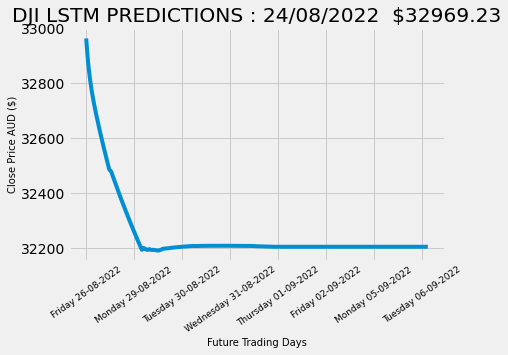 DJI LSTM PREDICTIONS : 24/08/2022 $32969.23
33000
32800
32600
32400
32200
Close Price AUD ($)
Friday 26-08-2022
Monday 29-08-2022
Tuesday 30-08-2022
Wednesday 31-08-2022
Thursday 01-09-2022
Friday 02-09-2022
Monday 05-09-2022
Tuesday 06-09-2022
Future Trading Days